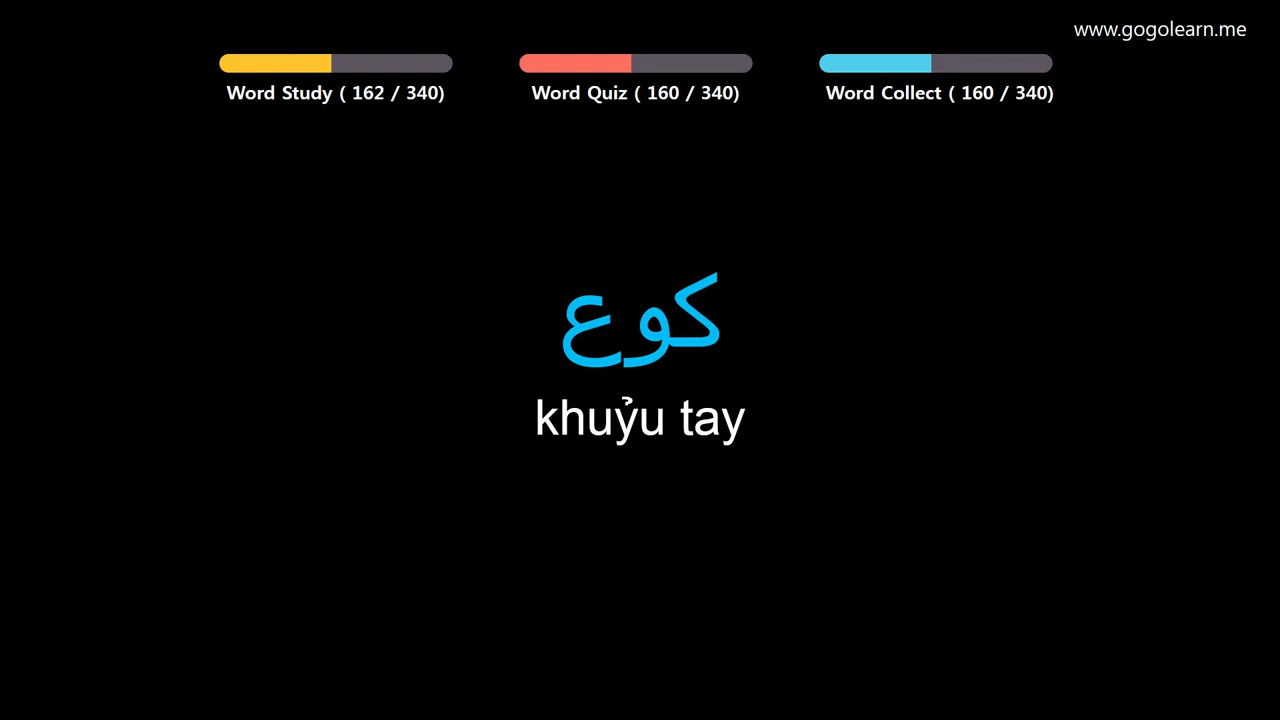 www.gogolearn.me
Word Study ( 162 / 340)
Word Quiz ( 160 / 340)
Word Collect ( 160 / 340)
كوع
khuỷu tay